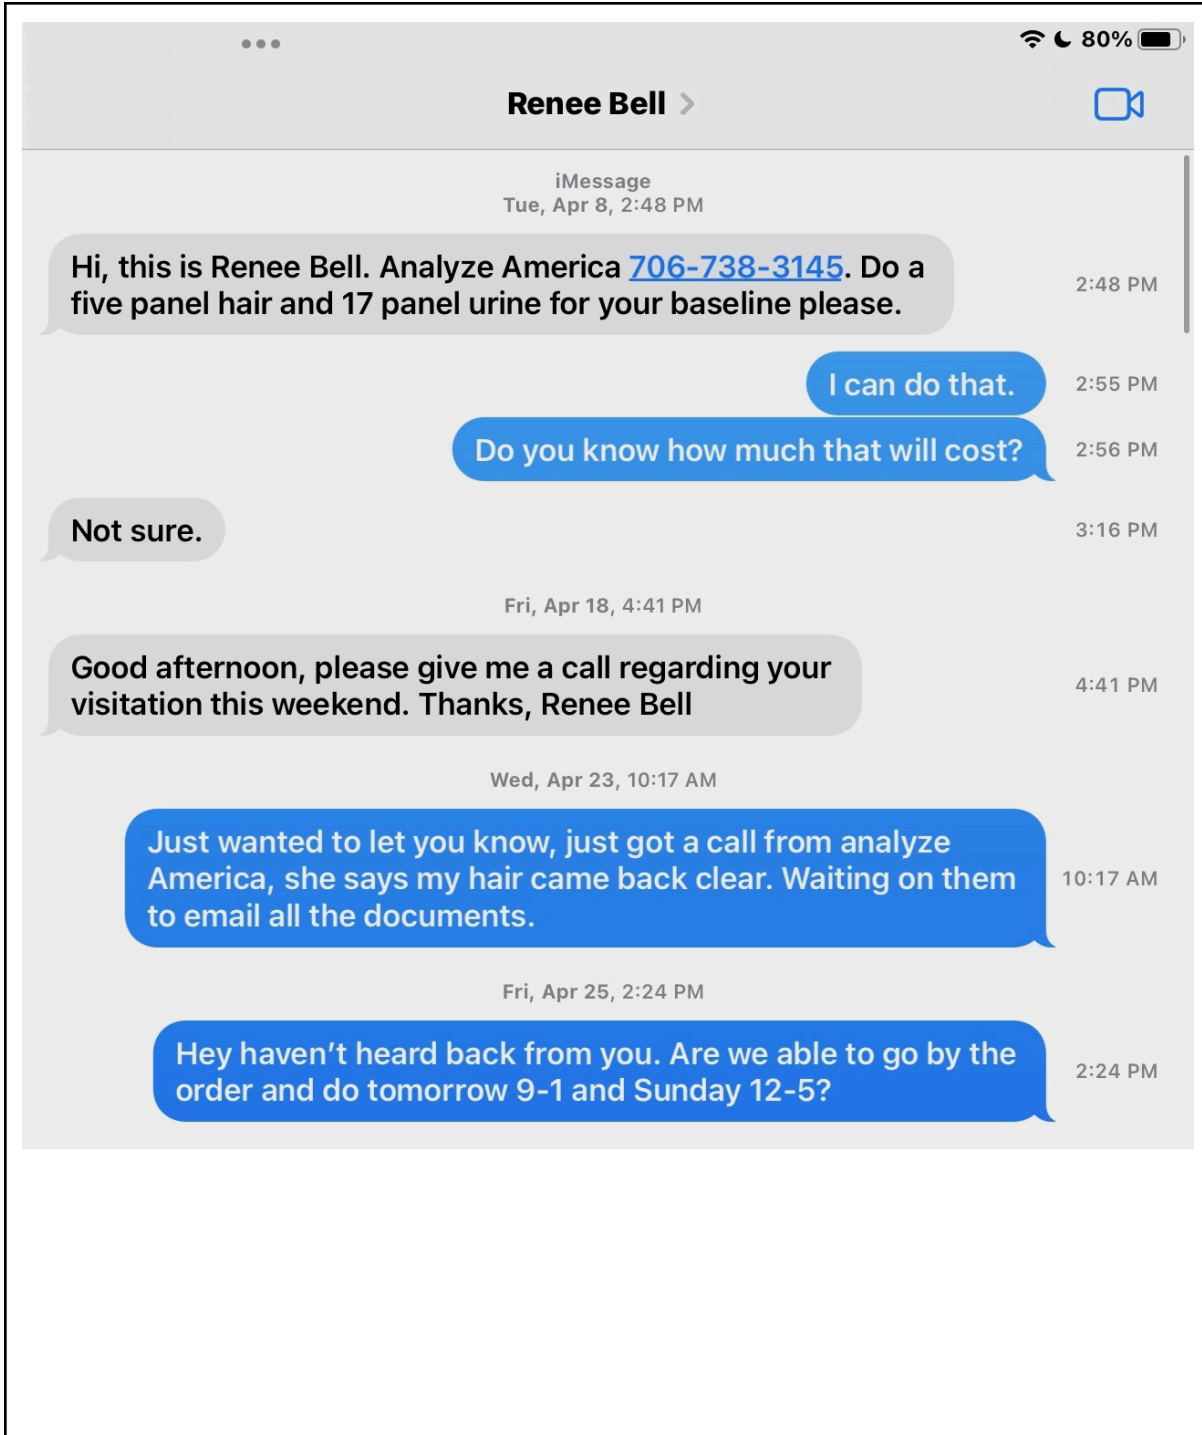 80%
Renee Bell
iMessage
Tue, Apr 8, 2:48 PM
Hi, this is Renee Bell. Analyze America 706-738-3145. Do a
five panel hair and 17 panel urine for your baseline please.
2:48 PM
I can do that.
2:55 PM
Do you know how much that will cost?
2:56 PM
Not sure.
3:16 PM
Fri, Apr 18, 4:41 PM
Good afternoon, please give me a call regarding your
visitation this weekend. Thanks, Renee Bell
4:41 PM
Wed, Apr 23, 10:17 AM
Just wanted to let you know, just got a call from analyze
America, she says my hair came back clear. Waiting on them
to email all the documents.
10:17 AM
Fri, Apr 25, 2:24 PM
Hey haven’t heard back from you. Are we able to go by the
order and do tomorrow 9-1 and Sunday 12-5?
2:24 PM